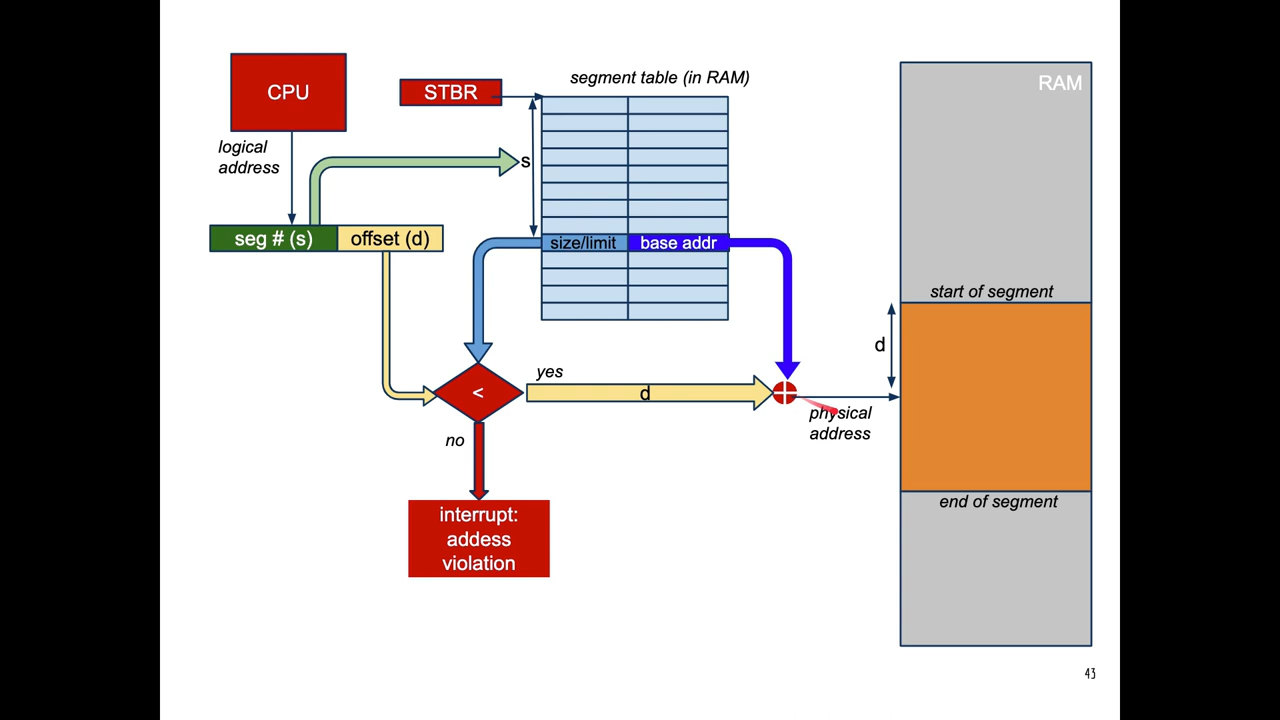 CPU
STBR
segment table (in RAM)
RAM
logical
address
s
seg # (s)
offset (d)
size/limit
base addr
start of segment
d
yes
<
d
physical
address
no
end of segment
interrupt:
addess
violation
43